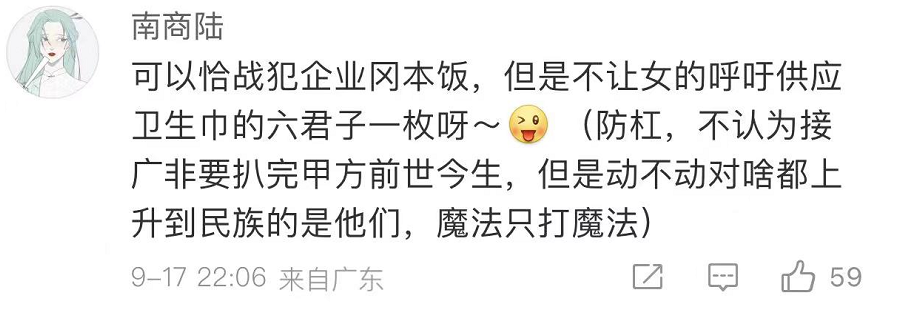 南商陆
可以恰战犯企业冈本饭，但是不让女的呼吁供应
卫生巾的六君子一枚呀～😜（防杠，不认为接
广非要扒完甲方前世今生，但是动不动对啥都上
升到民族的是他们，魔法只打魔法）
9-17 22:06 来自广东
59